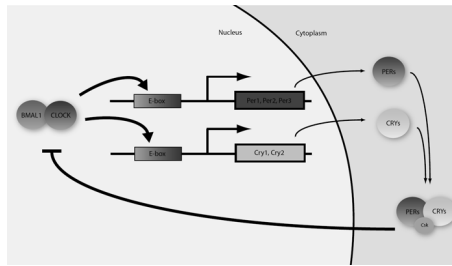 Nucleus
Cytoplasm
E-box
Per1, Per2, Per3
PERs
BMAL1
CLOCK
CRYs
E-box
Cry1, Cry2
PERs
CRYs